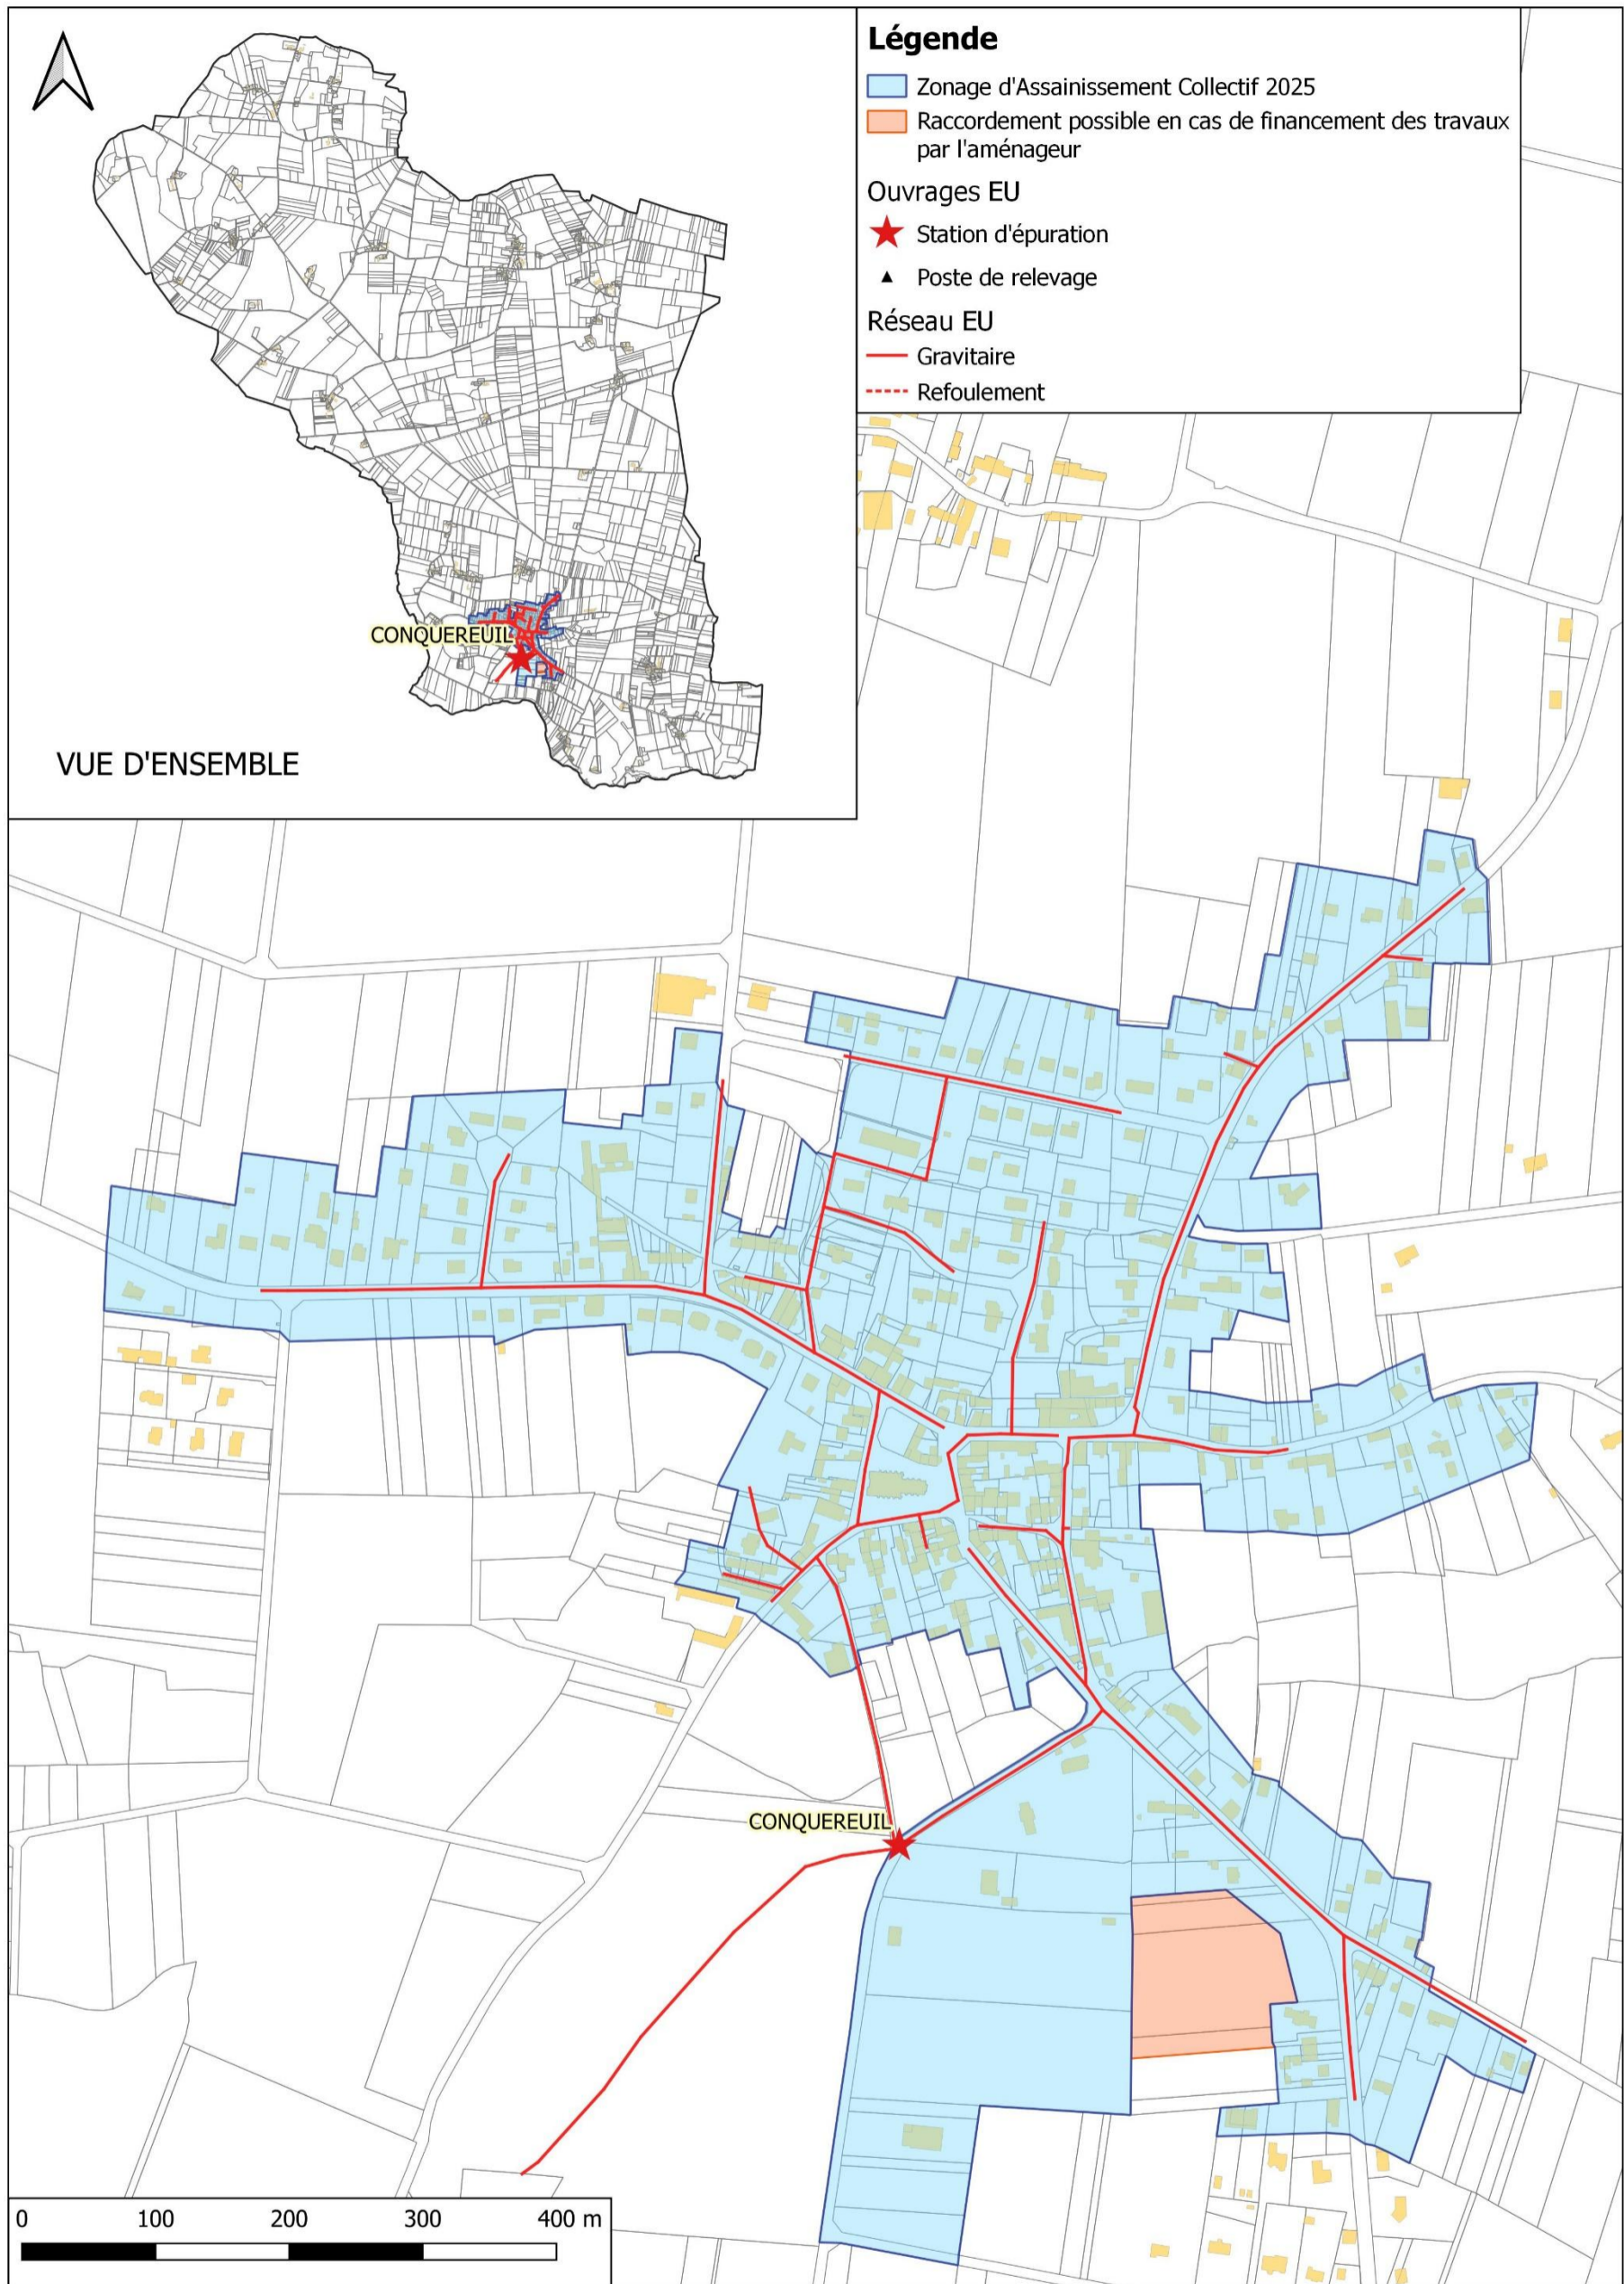 Légende
Zonage d'Assainissement Collectif 2025
Raccordement possible en cas de financement des travaux
par l'aménageur
Ouvrages EU
Station d'épuration
Poste de relevage
Réseau EU
Gravitaire
Refoulement
CONQUEREUIL
VUE D'ENSEMBLE
CONQUEREUIL
0 100 200 300 400 m